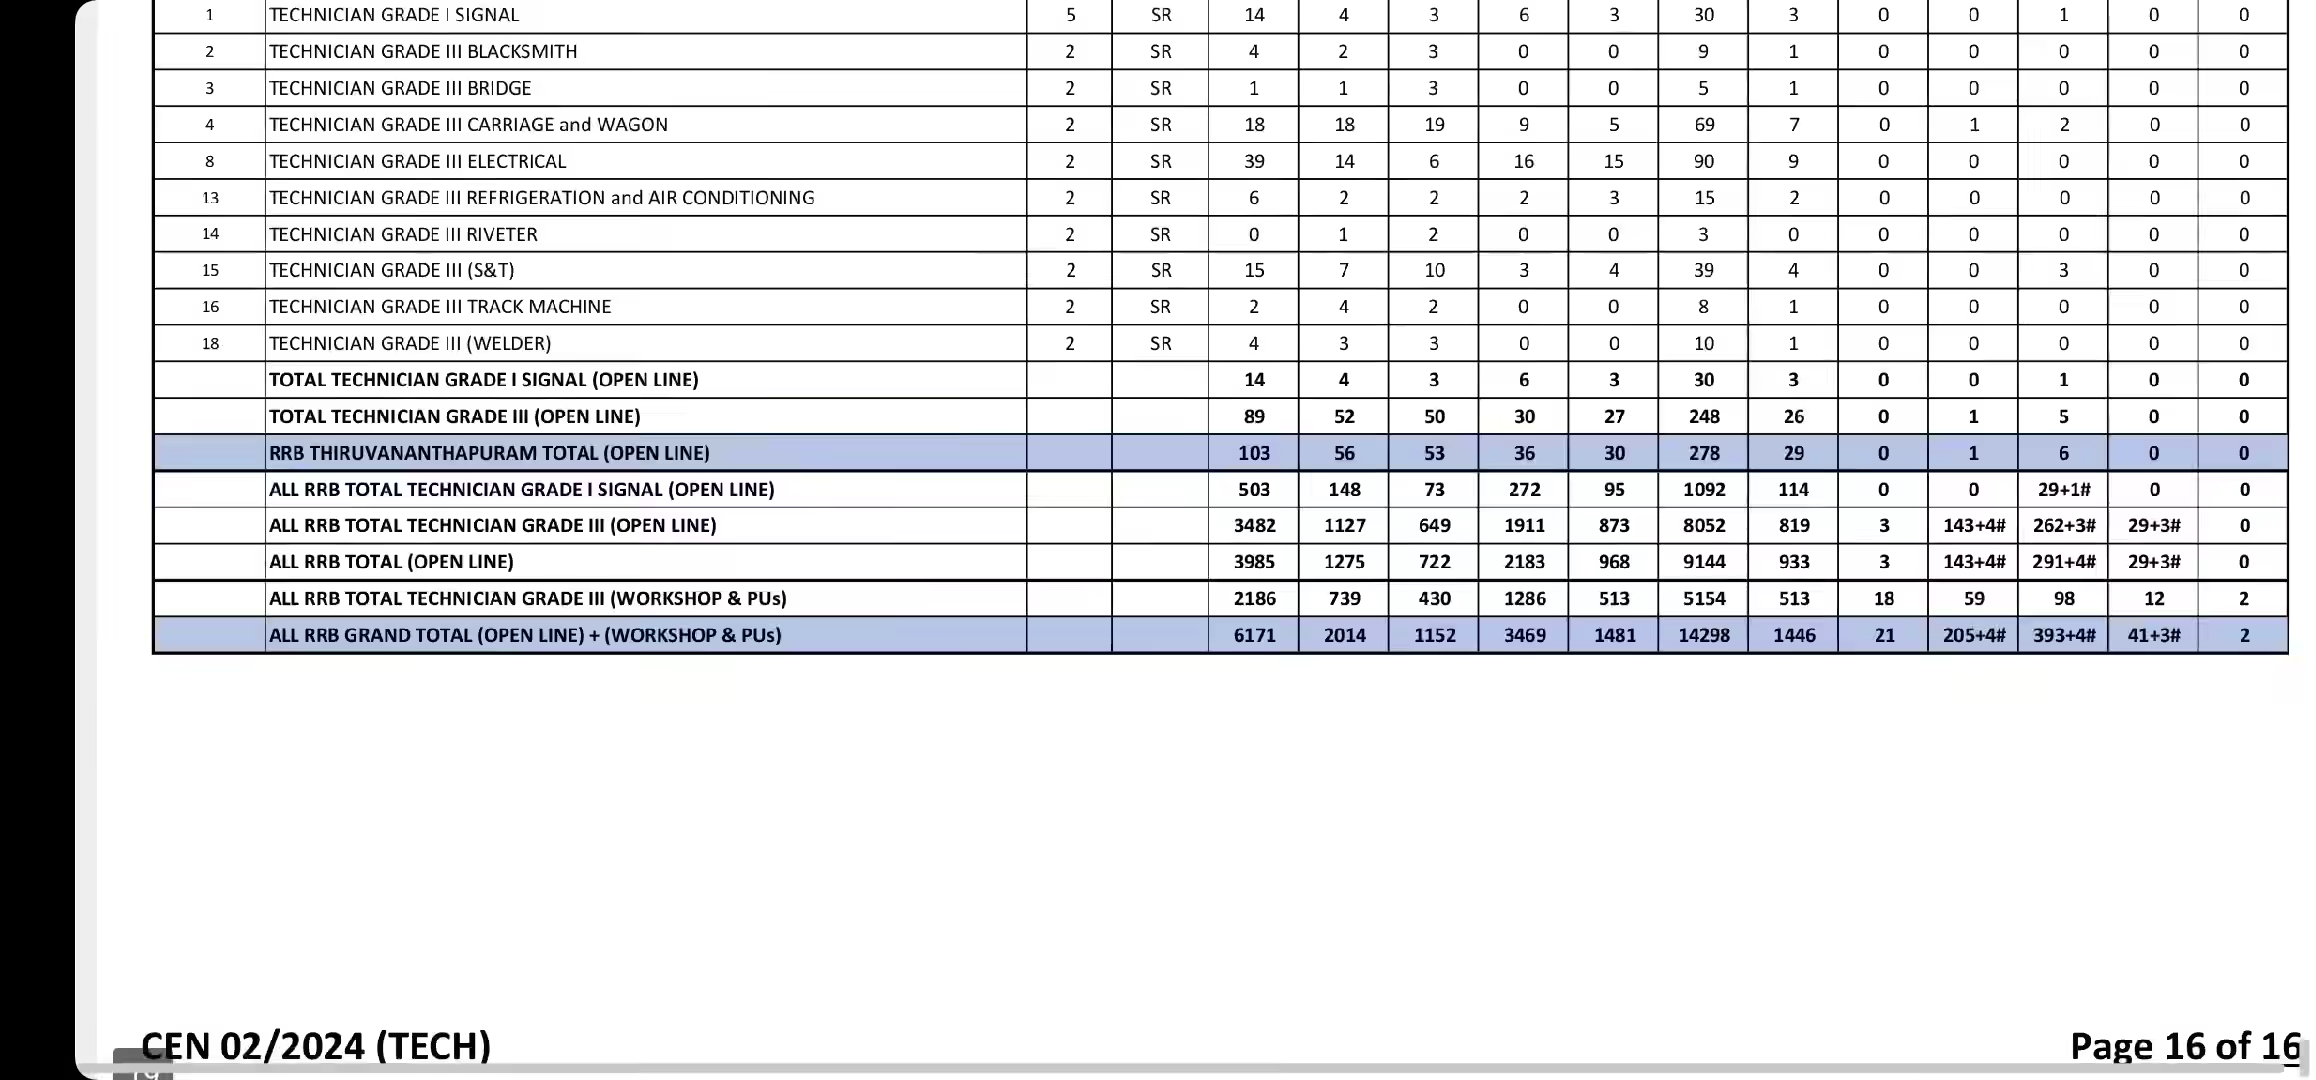 1 TECHNICIAN GRADE I SIGNAL 5 SR 14 4 3 6 3 30 3 0 0 1 0 0
2 TECHNICIAN GRADE III BLACKSMITH 2 SR 4 2 3 0 0 9 1 0 0 0 0 0
3 TECHNICIAN GRADE III BRIDGE 2 SR 1 1 3 0 0 5 1 0 0 0 0 0
4 TECHNICIAN GRADE III CARRIAGE and WAGON 2 SR 18 18 19 9 5 69 7 0 1 2 0 0
8 TECHNICIAN GRADE III ELECTRICAL 2 SR 39 14 6 16 15 90 9 0 0 0 0 0
13 TECHNICIAN GRADE III REFRIGERATION and AIR CONDITIONING 2 SR 6 2 2 2 3 15 2 0 0 0 0 0
14 TECHNICIAN GRADE III RIVETER 2 SR 0 1 2 0 0 3 0 0 0 0 0 0
15 TECHNICIAN GRADE III (S&T) 2 SR 15 7 10 3 4 39 4 0 0 3 0 0
16 TECHNICIAN GRADE III TRACK MACHINE 2 SR 2 4 2 0 0 8 1 0 0 0 0 0
18 TECHNICIAN GRADE III (WELDER) 2 SR 4 3 3 0 0 10 1 0 0 0 0 0
TOTAL TECHNICIAN GRADE I SIGNAL (OPEN LINE) 14 4 3 6 3 30 3 0 0 1 0 0
TOTAL TECHNICIAN GRADE III (OPEN LINE) 89 52 50 30 27 248 26 0 1 5 0 0
RRB THIRUVANANTHAPURAM TOTAL (OPEN LINE) 103 56 53 36 30 278 29 0 1 6 0 0
ALL RRB TOTAL TECHNICIAN GRADE I SIGNAL (OPEN LINE) 503 148 73 272 95 1092 114 0 0 29+1# 0 0
ALL RRB TOTAL TECHNICIAN GRADE III (OPEN LINE) 3482 1127 649 1911 873 8052 819 3 143+4# 262+3# 29+3# 0
ALL RRB TOTAL (OPEN LINE) 3985 1275 722 2183 968 9144 933 3 143+4# 291+4# 29+3# 0
ALL RRB TOTAL TECHNICIAN GRADE III (WORKSHOP & PUs) 2186 739 430 1286 513 5154 513 18 59 98 12 2
ALL RRB GRAND TOTAL (OPEN LINE) + (WORKSHOP & PUs) 6171 2014 1152 3469 1481 14298 1446 21 205+4# 393+4# 41+3# 2
CEN 02/2024 (TECH) Page 16 of 16